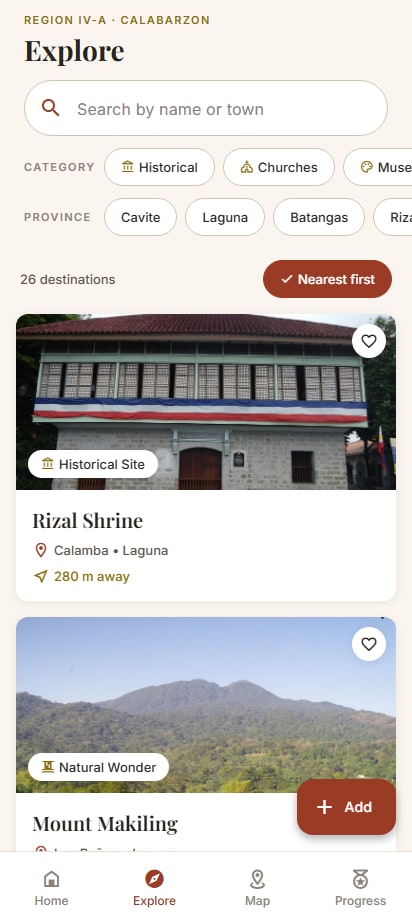 REGION IV-A · CALABARZON
Explore
Search by name or town
CATEGORY Historical Churches Muse
PROVINCE Cavite Laguna Batangas Riza
26 destinations Nearest first
Historical Site
Rizal Shrine
Calamba • Laguna
280 m away
Natural Wonder
Add
Mount Makiling
Home Explore Map Progress